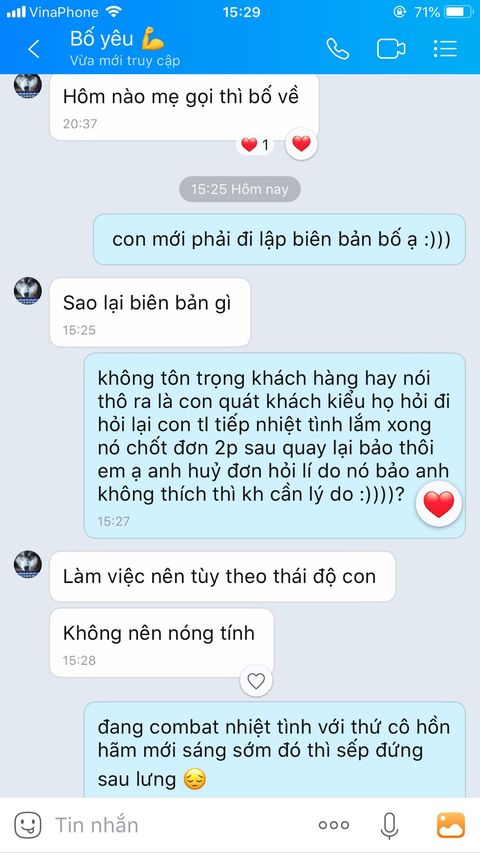 VinaPhone 15:29 71%
Bố yêu 💪
Vừa mới truy cập
Hôm nào mẹ gọi thì bố về
20:37
❤️ 1 ❤️
15:25 Hôm nay
con mới phải đi lập biên bản bố ạ :)))
Sao lại biên bản gì
15:25
không tôn trọng khách hàng hay nói
thô ra là con quát khách kiểu họ hỏi đi
hỏi lại con tl tiếp nhiệt tình lắm xong
nó chốt đơn 2p sau quay lại bảo thôi
em ạ anh huỷ đơn hỏi lí do nó bảo anh
không thích thì kh cần lý do :))))?
15:27
Làm việc nên tùy theo thái độ con
Không nên nóng tính
15:28
đang combat nhiệt tình với thứ cô hồn
hãm mới sáng sớm đó thì sếp đứng
sau lưng 😔
Tin nhắn